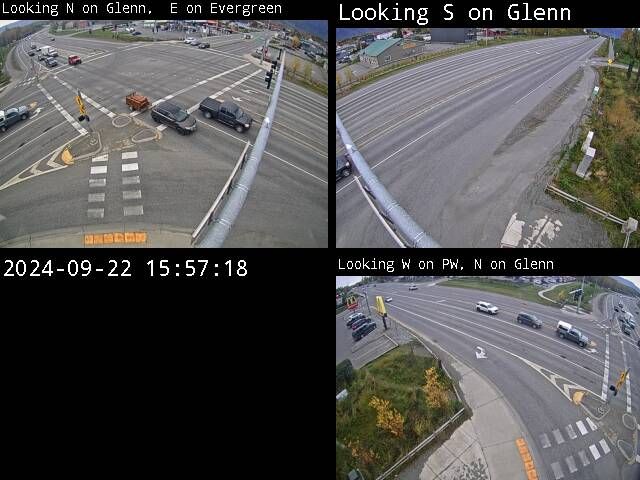 Looking N on Glenn, E on Evergreen
Looking S on Glenn
2024-09-22 15:57:18
Looking W on PW, N on Glenn